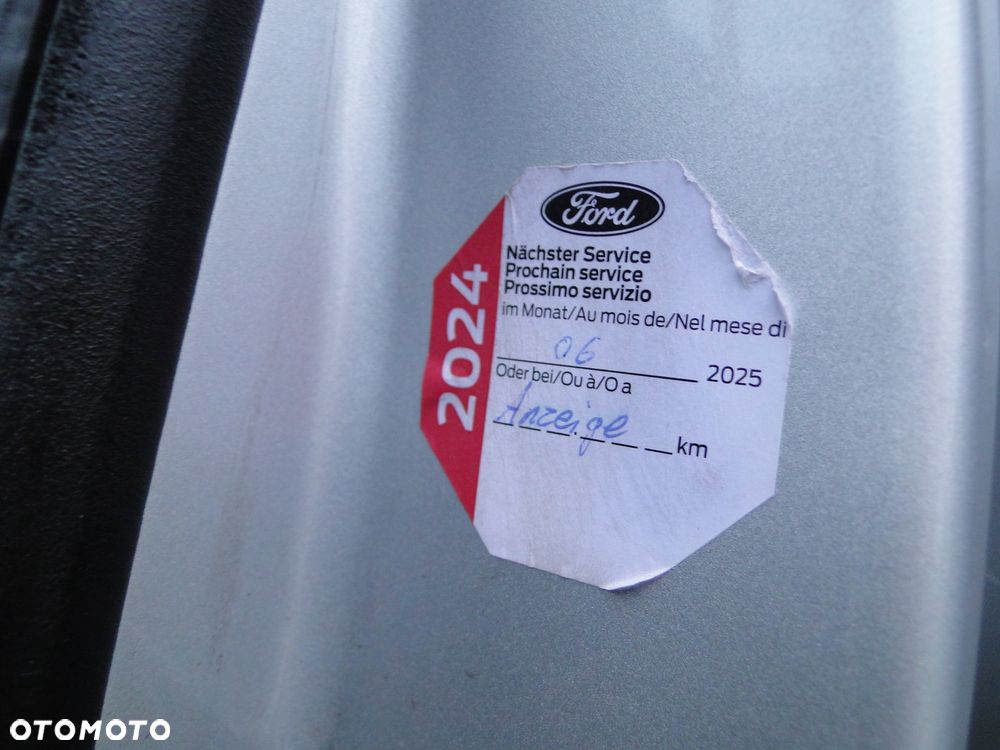 Ford
Nächster Service
Prochain service
Prossimo servizio
im Monat/Au mois de/Nel mese di
06 2025
Oder bei/Ou à/O a
Anzeige km
2024
OTOMOTO